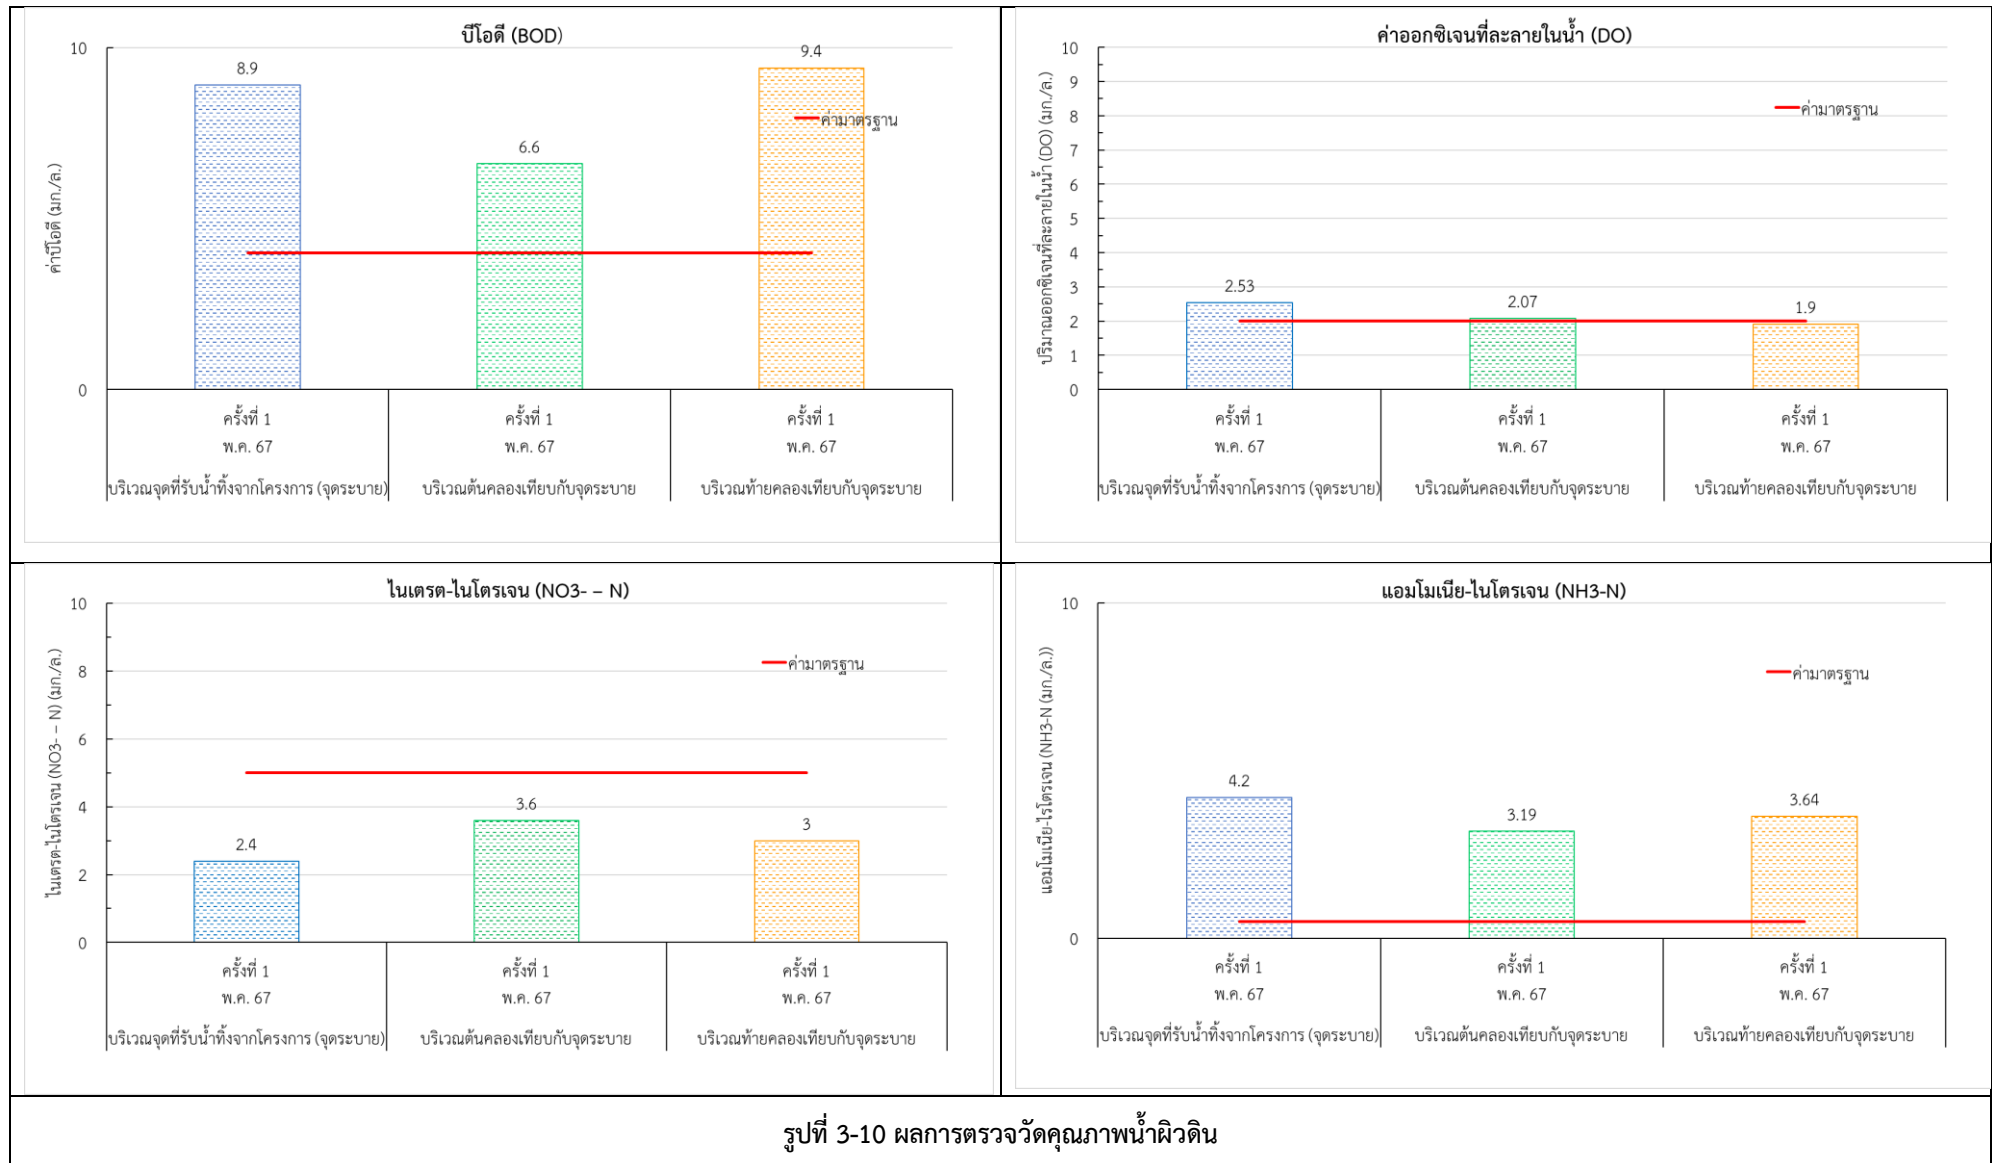 บีโอดี (BOD)
10
0
ค่าบีโอดี (มก./ล.)
8.9
6.6
9.4
ค่ามาตรฐาน
ครั้งที่ 1
ครั้งที่ 1
ครั้งที่ 1
พ.ค. 67
พ.ค. 67
พ.ค. 67
บริเวณจุดที่รับน้ำทิ้งจากโครงการ (จุดระบาย)
บริเวณต้นคลองเทียบกับจุดระบาย
บริเวณท้ายคลองเทียบกับจุดระบาย
ค่าออกซิเจนที่ละลายในน้ำ (DO)
10
9
8
7
6
5
4
3
2
1
0
ปริมาณออกซิเจนที่ละลายในน้ำ (DO) (มก./ล.)
ค่ามาตรฐาน
2.53
2.07
1.9
ครั้งที่ 1
ครั้งที่ 1
ครั้งที่ 1
พ.ค. 67
พ.ค. 67
พ.ค. 67
บริเวณจุดที่รับน้ำทิ้งจากโครงการ (จุดระบาย)
บริเวณต้นคลองเทียบกับจุดระบาย
บริเวณท้ายคลองเทียบกับจุดระบาย
ไนเตรต-ไนโตรเจน (NO3- – N)
10
8
6
4
2
0
ไนเตรต-ไนโตรเจน (NO3- – N) (มก./ล.)
ค่ามาตรฐาน
2.4
3.6
3
ครั้งที่ 1
ครั้งที่ 1
ครั้งที่ 1
พ.ค. 67
พ.ค. 67
พ.ค. 67
บริเวณจุดที่รับน้ำทิ้งจากโครงการ (จุดระบาย)
บริเวณต้นคลองเทียบกับจุดระบาย
บริเวณท้ายคลองเทียบกับจุดระบาย
แอมโมเนีย-ไนโตรเจน (NH3-N)
10
0
แอมโมเนีย-ไรโตรเจน (NH3-N (มก./ล.))
ค่ามาตรฐาน
4.2
3.19
3.64
ครั้งที่ 1
ครั้งที่ 1
ครั้งที่ 1
พ.ค. 67
พ.ค. 67
พ.ค. 67
บริเวณจุดที่รับน้ำทิ้งจากโครงการ (จุดระบาย)
บริเวณต้นคลองเทียบกับจุดระบาย
บริเวณท้ายคลองเทียบกับจุดระบาย
รูปที่ 3-10 ผลการตรวจวัดคุณภาพน้ำผิวดิน